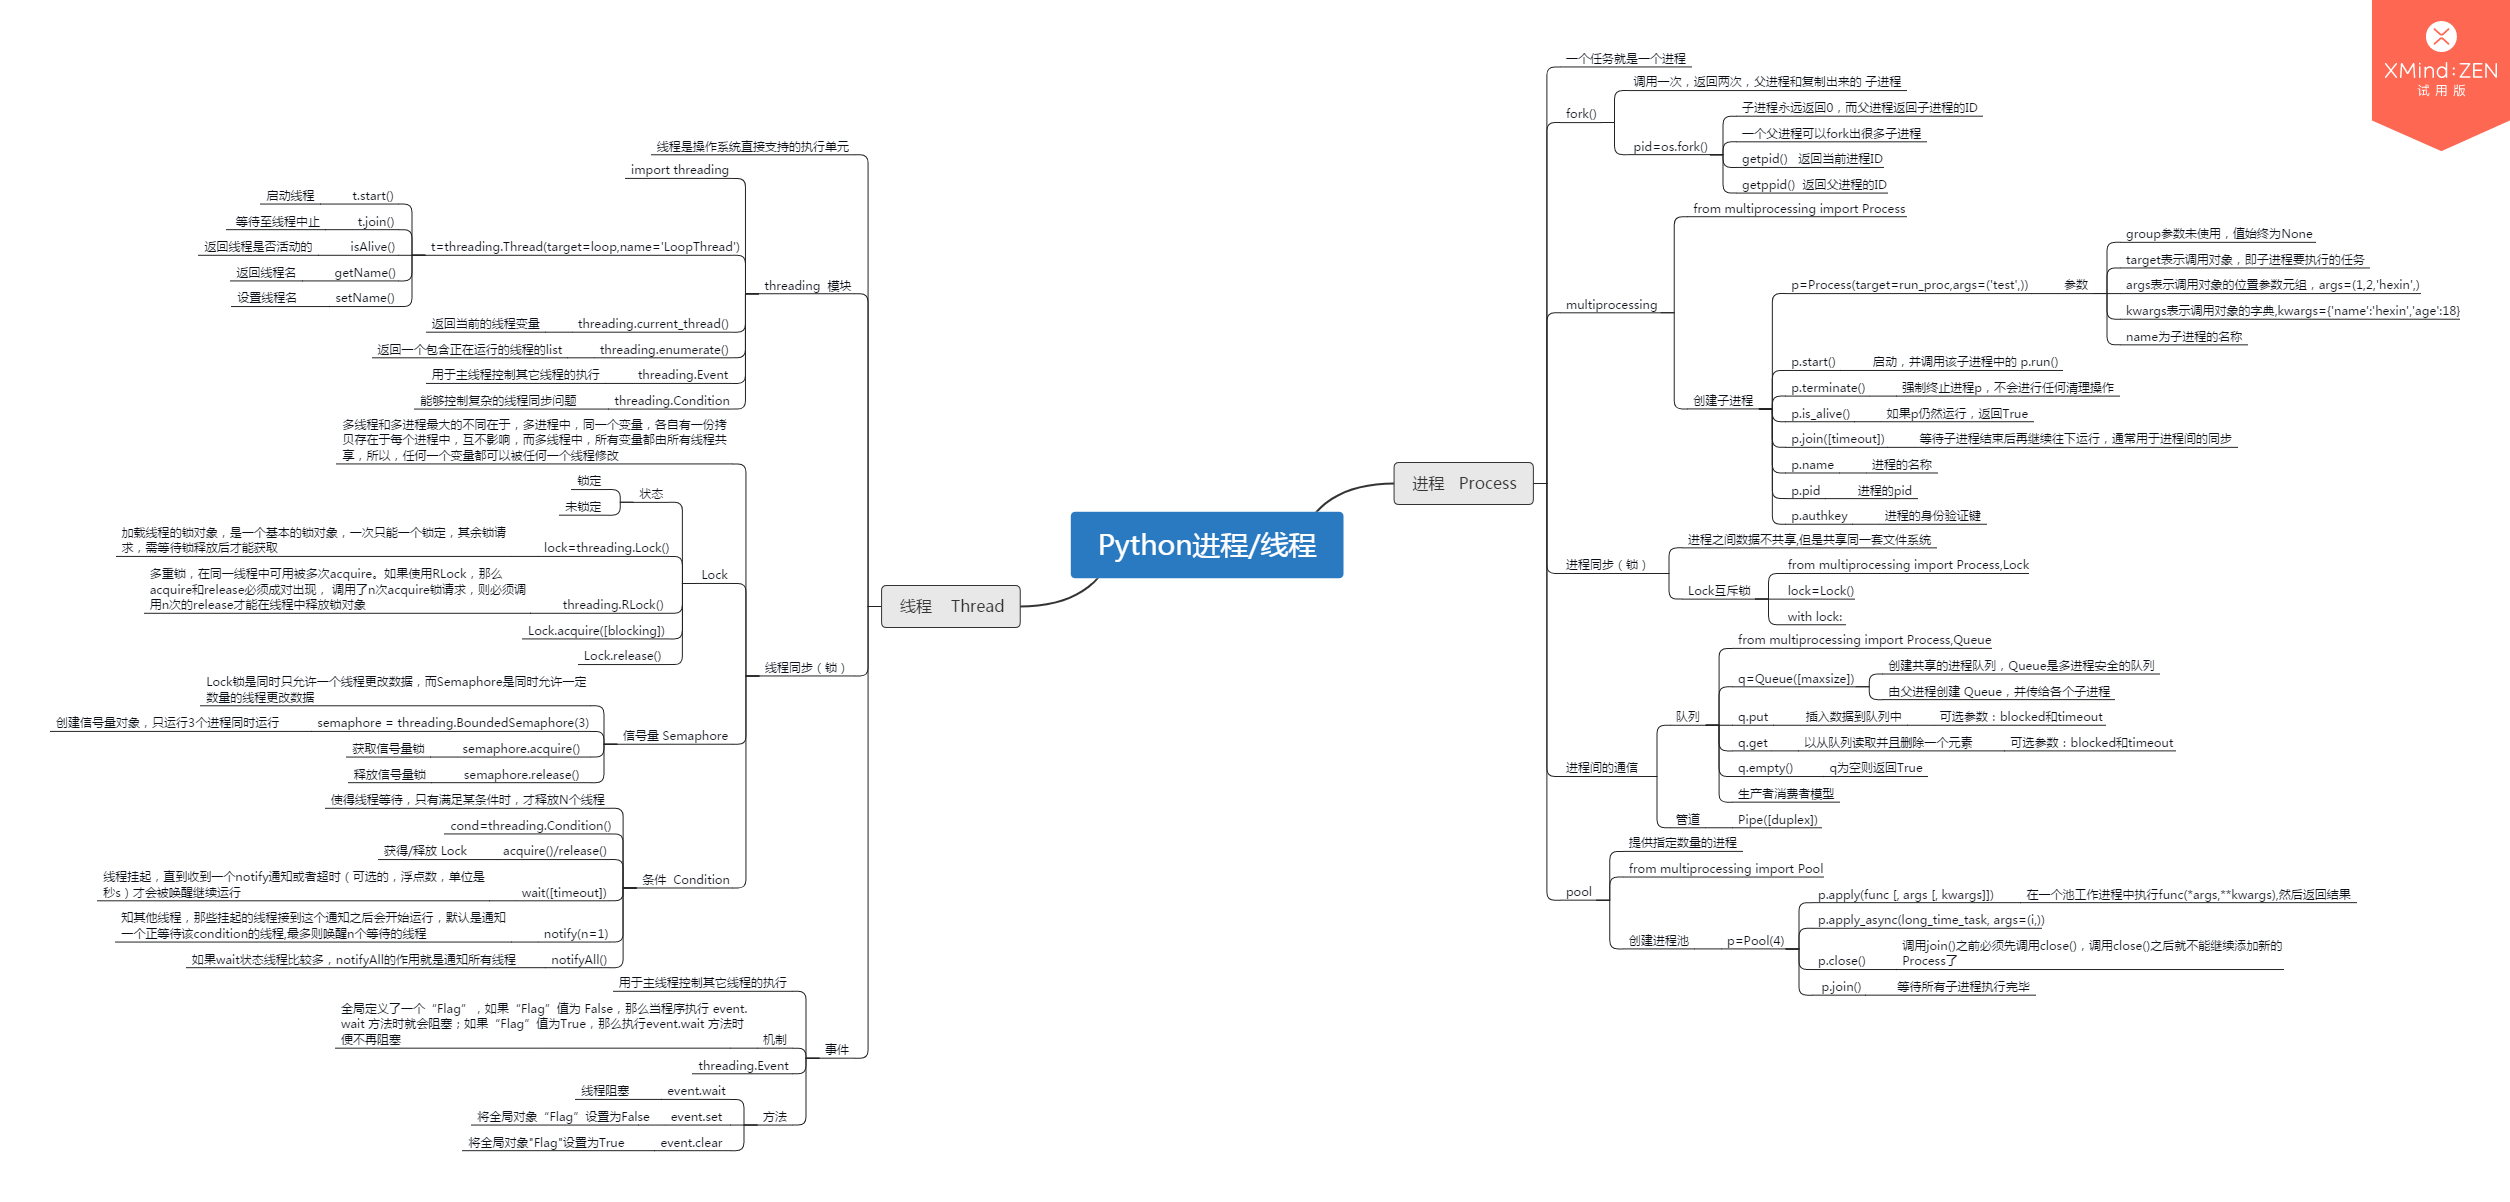 XMind:ZEN
试用版
Python进程/线程
进程 Process
一个任务就是一个进程
fork()
调用一次，返回两次，父进程和复制出来的 子进程
pid=os.fork()
子进程永远返回0，而父进程返回子进程的ID
一个父进程可以fork出很多子进程
getpid() 返回当前进程ID
getppid() 返回父进程的ID
multiprocessing
from multiprocessing import Process
创建子进程
p=Process(target=run_proc,args=('test',))
参数
group参数未使用，值始终为None
target表示调用对象，即子进程要执行的任务
args表示调用对象的位置参数元组，args=(1,2,'hexin',)
kwargs表示调用对象的字典,kwargs={'name':'hexin','age':18}
name为子进程的名称
p.start() 启动，并调用该子进程中的 p.run()
p.terminate() 强制终止进程p，不会进行任何清理操作
p.is_alive() 如果p仍然运行，返回True
p.join([timeout]) 等待子进程结束后再继续往下运行，通常用于进程间的同步
p.name 进程的名称
p.pid 进程的pid
p.authkey 进程的身份验证键
进程同步（锁）
进程之间数据不共享,但是共享同一套文件系统
Lock互斥锁
from multiprocessing import Process,Lock
lock=Lock()
with lock:
进程间的通信
队列
from multiprocessing import Process,Queue
q=Queue([maxsize])
创建共享的进程队列，Queue是多进程安全的队列
由父进程创建 Queue，并传给各个子进程
q.put 插入数据到队列中 可选参数：blocked和timeout
q.get 以从队列读取并且删除一个元素 可选参数：blocked和timeout
q.empty() q为空则返回True
生产者消费者模型
管道 Pipe([duplex])
pool
提供指定数量的进程
from multiprocessing import Pool
创建进程池 p=Pool(4)
p.apply(func [, args [, kwargs]]) 在一个池工作进程中执行func(*args,**kwargs),然后返回结果
p.apply_async(long_time_task, args=(i,))
p.close()
调用join()之前必须先调用close()，调用close()之后就不能继续添加新的
Process了
p.join() 等待所有子进程执行完毕
线程 Thread
线程是操作系统直接支持的执行单元
threading 模块
import threading
t=threading.Thread(target=loop,name='LoopThread')
启动线程 t.start()
等待至线程中止 t.join()
返回线程是否活动的 isAlive()
返回线程名 getName()
设置线程名 setName()
返回当前的线程变量 threading.current_thread()
返回一个包含正在运行的线程的list threading.enumerate()
用于主线程控制其它线程的执行 threading.Event
能够控制复杂的线程同步问题 threading.Condition
线程同步（锁）
多线程和多进程最大的不同在于，多进程中，同一个变量，各自有一份拷
贝存在于每个进程中，互不影响，而多线程中，所有变量都由所有线程共
享，所以，任何一个变量都可以被任何一个线程修改
Lock
状态
锁定
未锁定
加载线程的锁对象，是一个基本的锁对象，一次只能一个锁定，其余锁请
求，需等待锁释放后才能获取
lock=threading.Lock()
多重锁，在同一线程中可用被多次acquire。如果使用RLock，那么
acquire和release必须成对出现， 调用了n次acquire锁请求，则必须调
用n次的release才能在线程中释放锁对象
threading.RLock()
Lock.acquire([blocking])
Lock.release()
信号量 Semaphore
Lock锁是同时只允许一个线程更改数据，而Semaphore是同时允许一定
数量的线程更改数据
创建信号量对象，只运行3个进程同时运行 semaphore = threading.BoundedSemaphore(3)
获取信号量锁 semaphore.acquire()
释放信号量锁 semaphore.release()
条件 Condition
使得线程等待，只有满足某条件时，才释放N个线程
cond=threading.Condition()
获得/释放 Lock acquire()/release()
线程挂起，直到收到一个notify通知或者超时（可选的，浮点数，单位是
秒s）才会被唤醒继续运行
wait([timeout])
知其他线程，那些挂起的线程接到这个通知之后会开始运行，默认是通知
一个正等待该condition的线程,最多则唤醒n个等待的线程
notify(n=1)
如果wait状态线程比较多，notifyAll的作用就是通知所有线程 notifyAll()
事件
用于主线程控制其它线程的执行
机制
全局定义了一个“Flag”，如果“Flag”值为 False，那么当程序执行 event.
wait 方法时就会阻塞；如果“Flag”值为True，那么执行event.wait 方法时
便不再阻塞
threading.Event
方法
线程阻塞 event.wait
将全局对象“Flag”设置为False event.set
将全局对象"Flag"设置为True event.clear